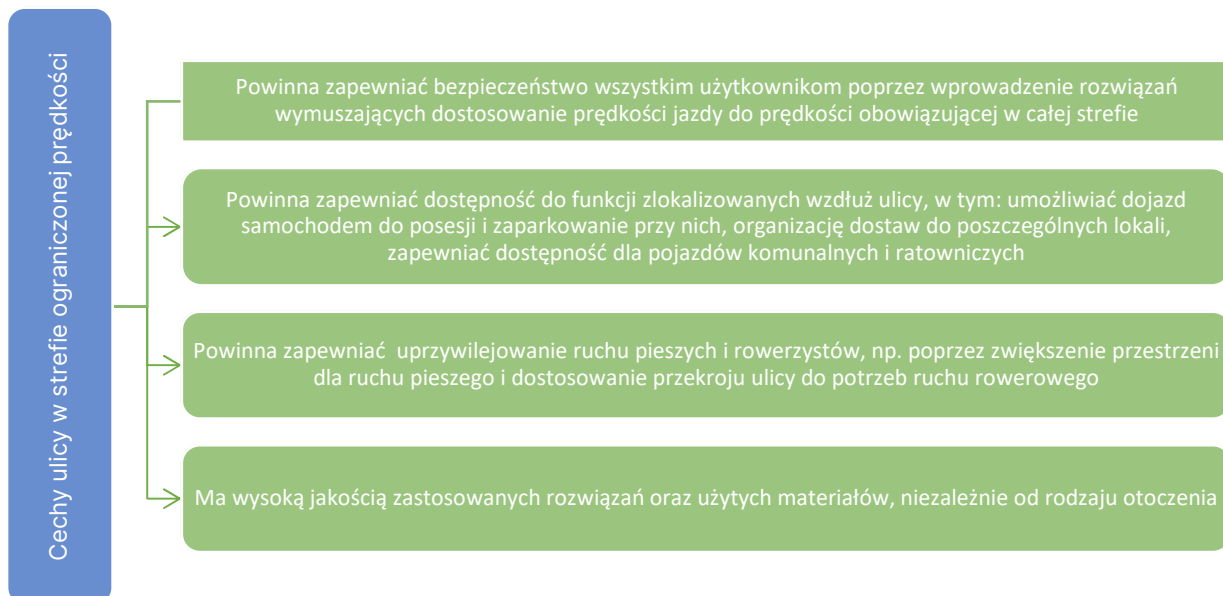 Cechy ulicy w strefie ograniczonej prędkości
Powinna zapewniać bezpieczeństwo wszystkim użytkownikom poprzez wprowadzenie rozwiązań
wymuszających dostosowanie prędkości jazdy do prędkości obowiązującej w całej strefie
Powinna zapewniać dostępność do funkcji zlokalizowanych wzdłuż ulicy, w tym: umożliwiać dojazd
samochodem do posesji i zaparkowanie przy nich, organizację dostaw do poszczególnych lokali,
zapewniać dostępność dla pojazdów komunalnych i ratowniczych
Powinna zapewniać uprzywilejowanie ruchu pieszych i rowerzystów, np. poprzez zwiększenie przestrzeni
dla ruchu pieszego i dostosowanie przekroju ulicy do potrzeb ruchu rowerowego
Ma wysoką jakością zastosowanych rozwiązań oraz użytych materiałów, niezależnie od rodzaju otoczenia